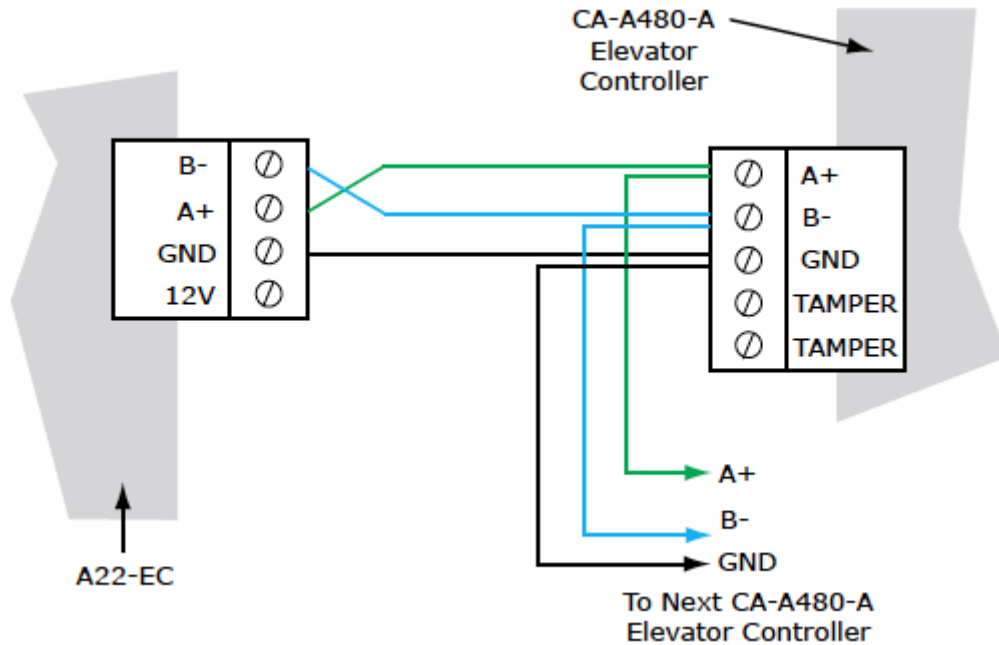 CA-A480-A
Elevator
Controller
B-
A+
GND
12V
A+
B-
GND
TAMPER
TAMPER
A+
B-
GND
To Next CA-A480-A
Elevator Controller
A22-EC